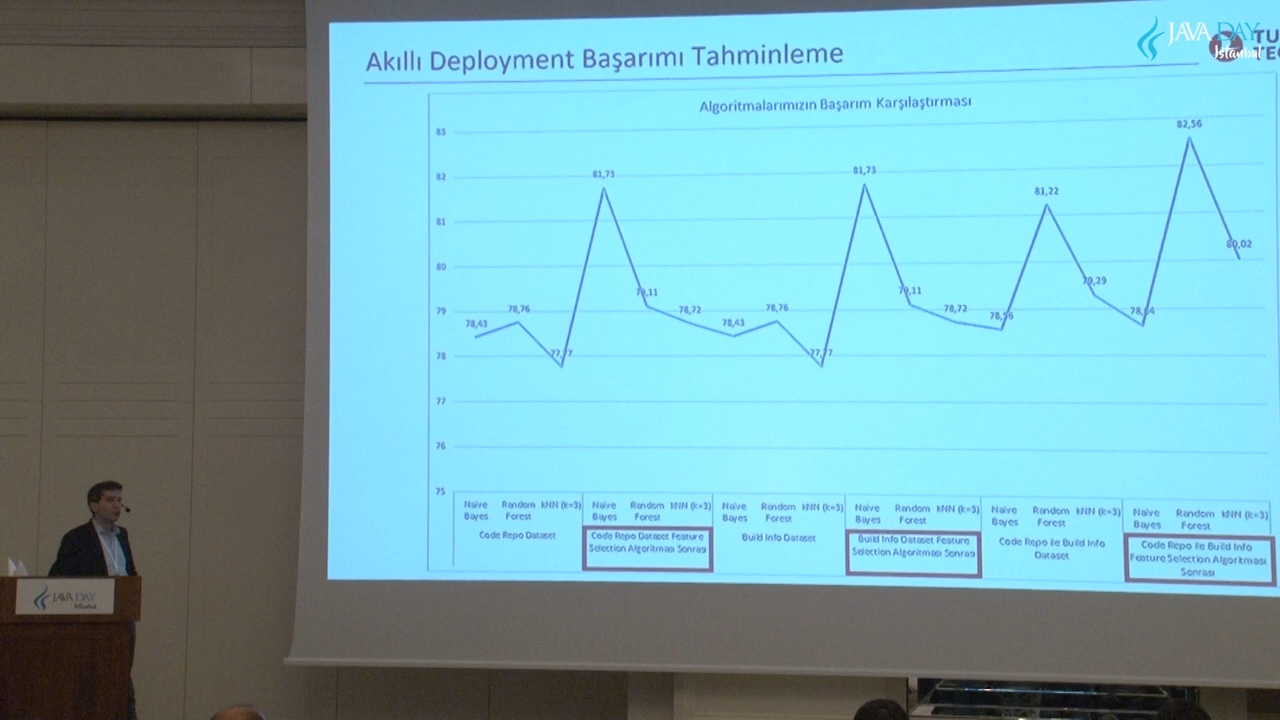 Akıllı Deployment Başarımı Tahminleme
JAVA DAY
İstanbul
Algoritmalarımızın Başarım Karşılaştırması
83
82
81
80
79
78
77
76
75
78,43
78,76
77,77
81,73
79,11
78,72
78,43
78,76
77,77
81,73
79,11
78,72
78,56
81,22
79,29
78,64
82,56
80,02
Naive Bayes Random Forest kNN (k=3)
Code Repo Dataset
Naive Bayes Random Forest kNN (k=3)
Code Repo Dataset Feature
Selection Algoritması Sonrası
Naive Bayes Random Forest kNN (k=3)
Build Info Dataset
Naive Bayes Random Forest kNN (k=3)
Build Info Dataset Feature
Selection Algoritması Sonrası
Naive Bayes Random Forest kNN (k=3)
Code Repo ile Build Info
Dataset
Naive Bayes Random Forest kNN (k=3)
Code Repo ile Build Info
Feature Selection Algoritması
Sonrası
JAVA DAY
İstanbul